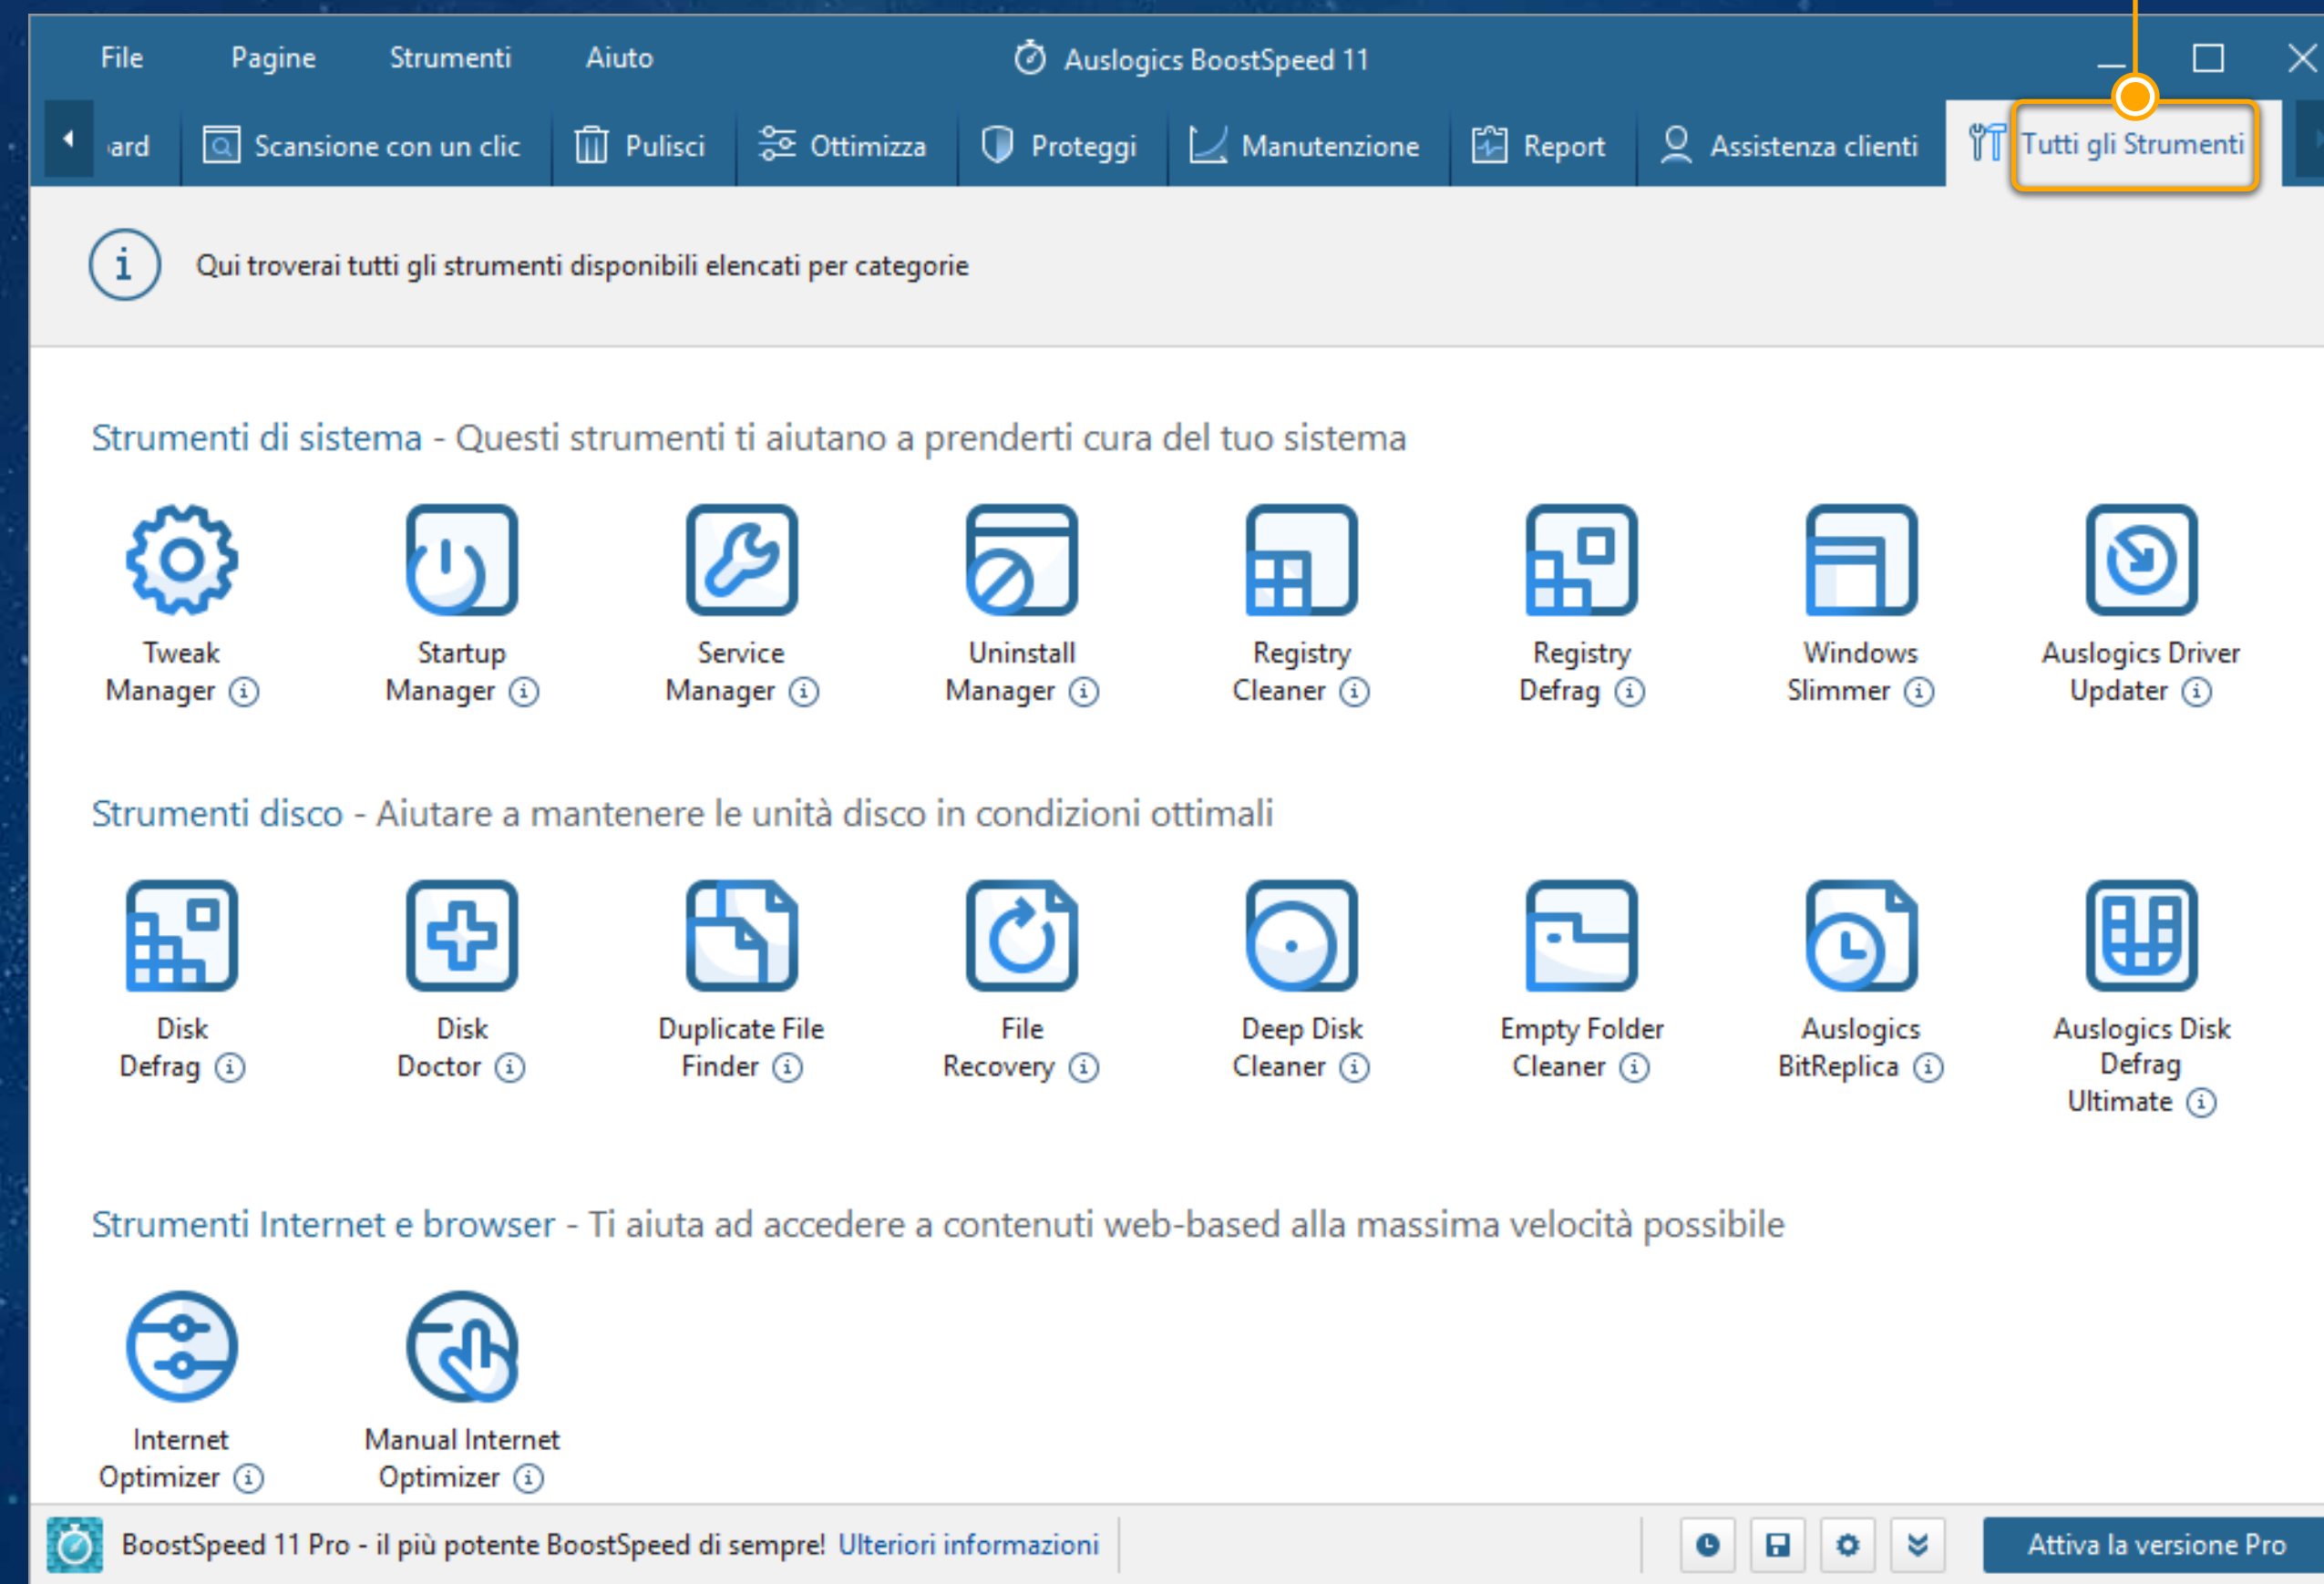 File Pagine Strumenti Aiuto Auslogics BoostSpeed 11
Scansione con un clic Pulisci Ottimizza Proteggi Manutenzione Report Assistenza clienti Tutti gli Strumenti
Qui troverai tutti gli strumenti disponibili elencati per categorie
Strumenti di sistema - Questi strumenti ti aiutano a prenderti cura del tuo sistema
Tweak
Manager
Startup
Manager
Service
Manager
Uninstall
Manager
Registry
Cleaner
Registry
Defrag
Windows
Slimmer
Auslogics Driver
Updater
Strumenti disco - Aiutare a mantenere le unità disco in condizioni ottimali
Disk
Defrag
Disk
Doctor
Duplicate File
Finder
File
Recovery
Deep Disk
Cleaner
Empty Folder
Cleaner
Auslogics
BitReplica
Auslogics Disk
Defrag
Ultimate
Strumenti Internet e browser - Ti aiuta ad accedere a contenuti web-based alla massima velocità possibile
Internet
Optimizer
Manual Internet
Optimizer
BoostSpeed 11 Pro - il più potente BoostSpeed di sempre! Ulteriori informazioni
Attiva la versione Pro